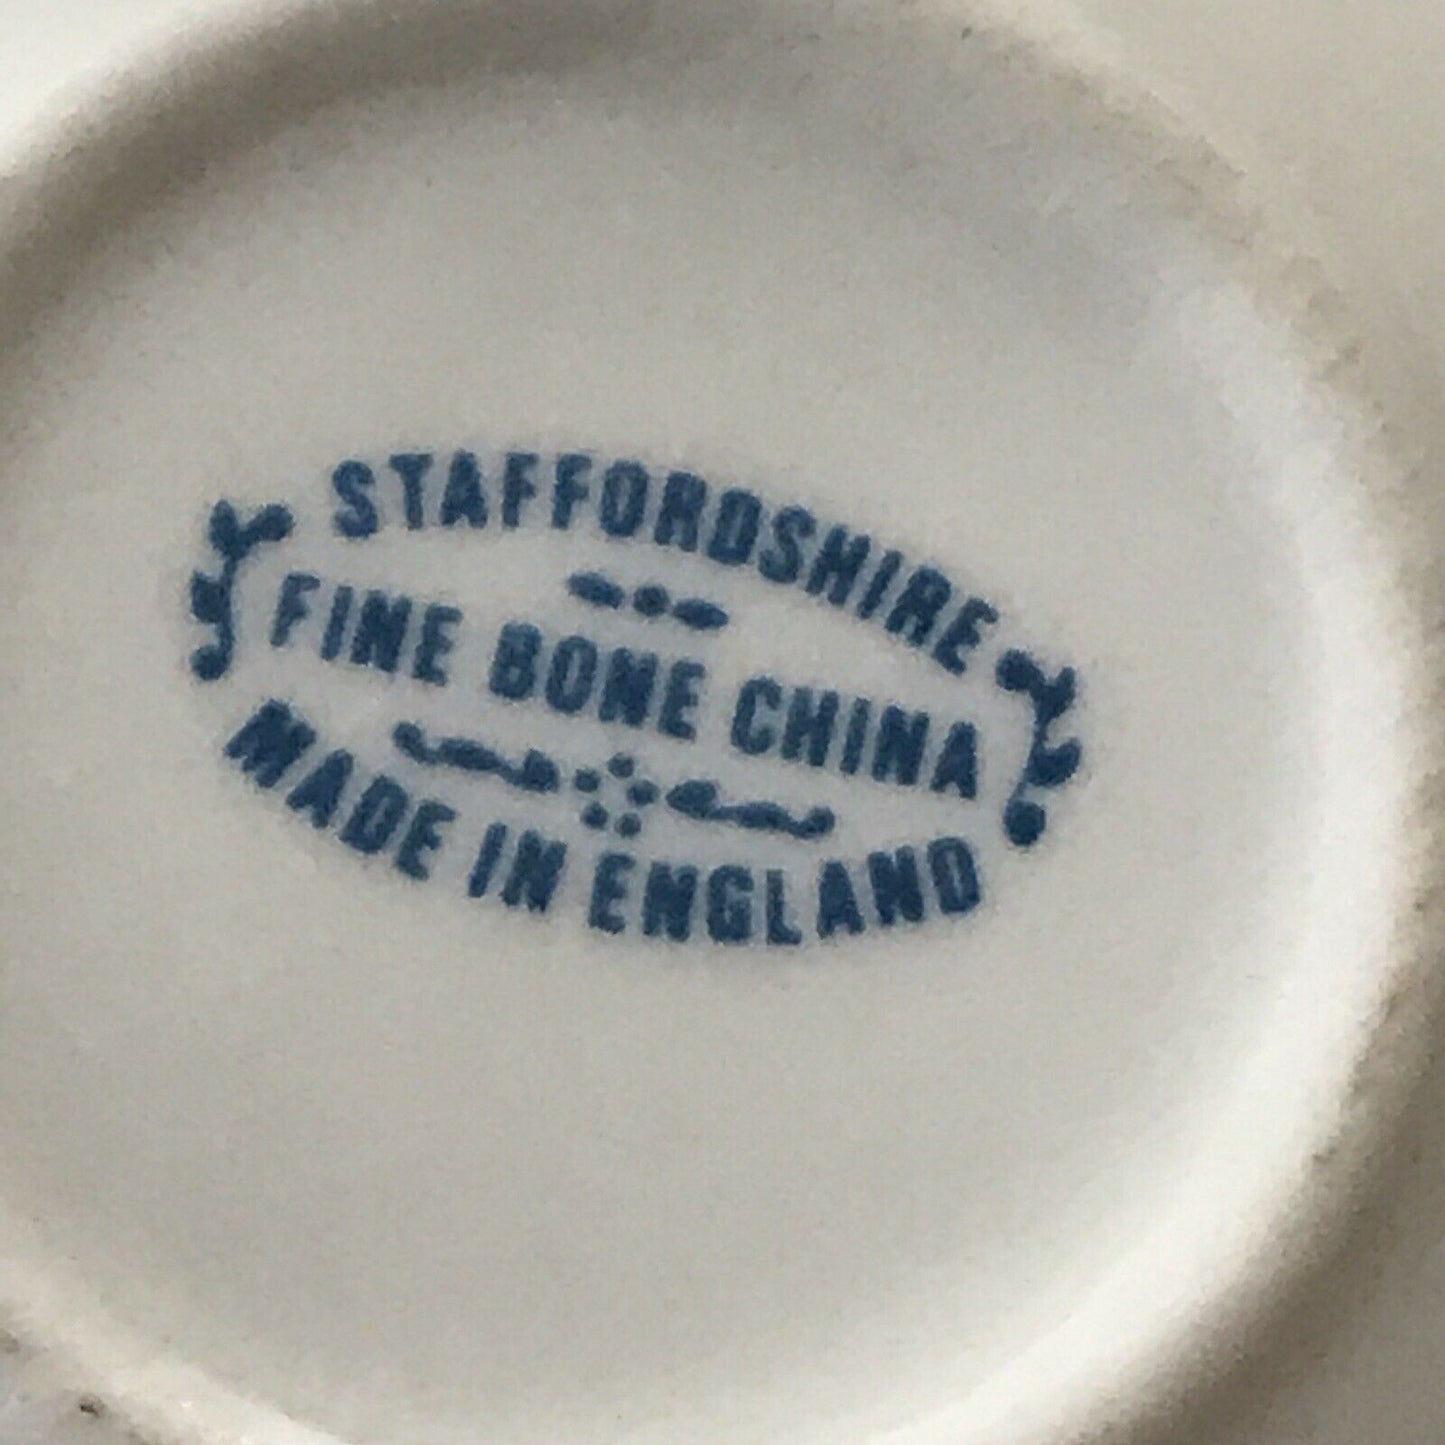 STAFFORDSHIRE
FINE BONE CHINA
MADE IN ENGLAND